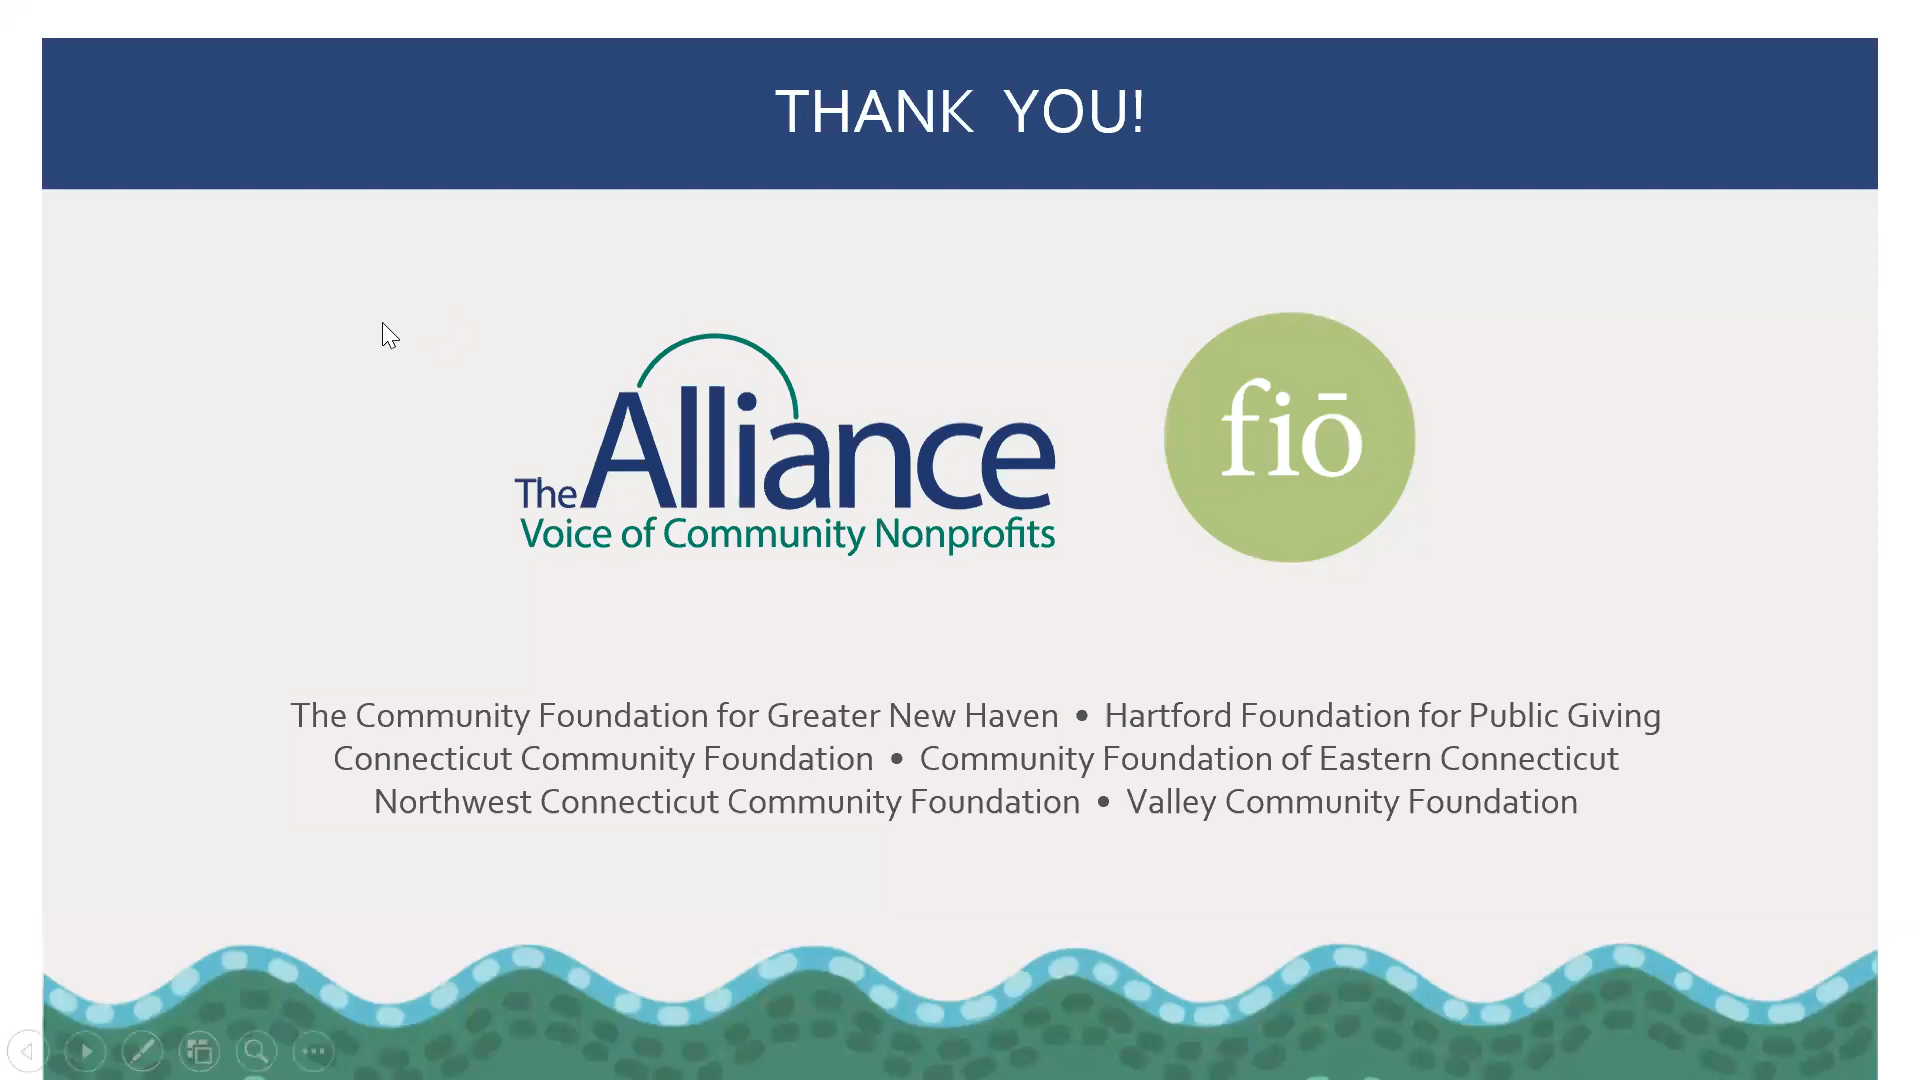 THANK YOU!
The Alliance
Voice of Community Nonprofits
fiō
The Community Foundation for Greater New Haven • Hartford Foundation for Public Giving
Connecticut Community Foundation • Community Foundation of Eastern Connecticut
Northwest Connecticut Community Foundation • Valley Community Foundation